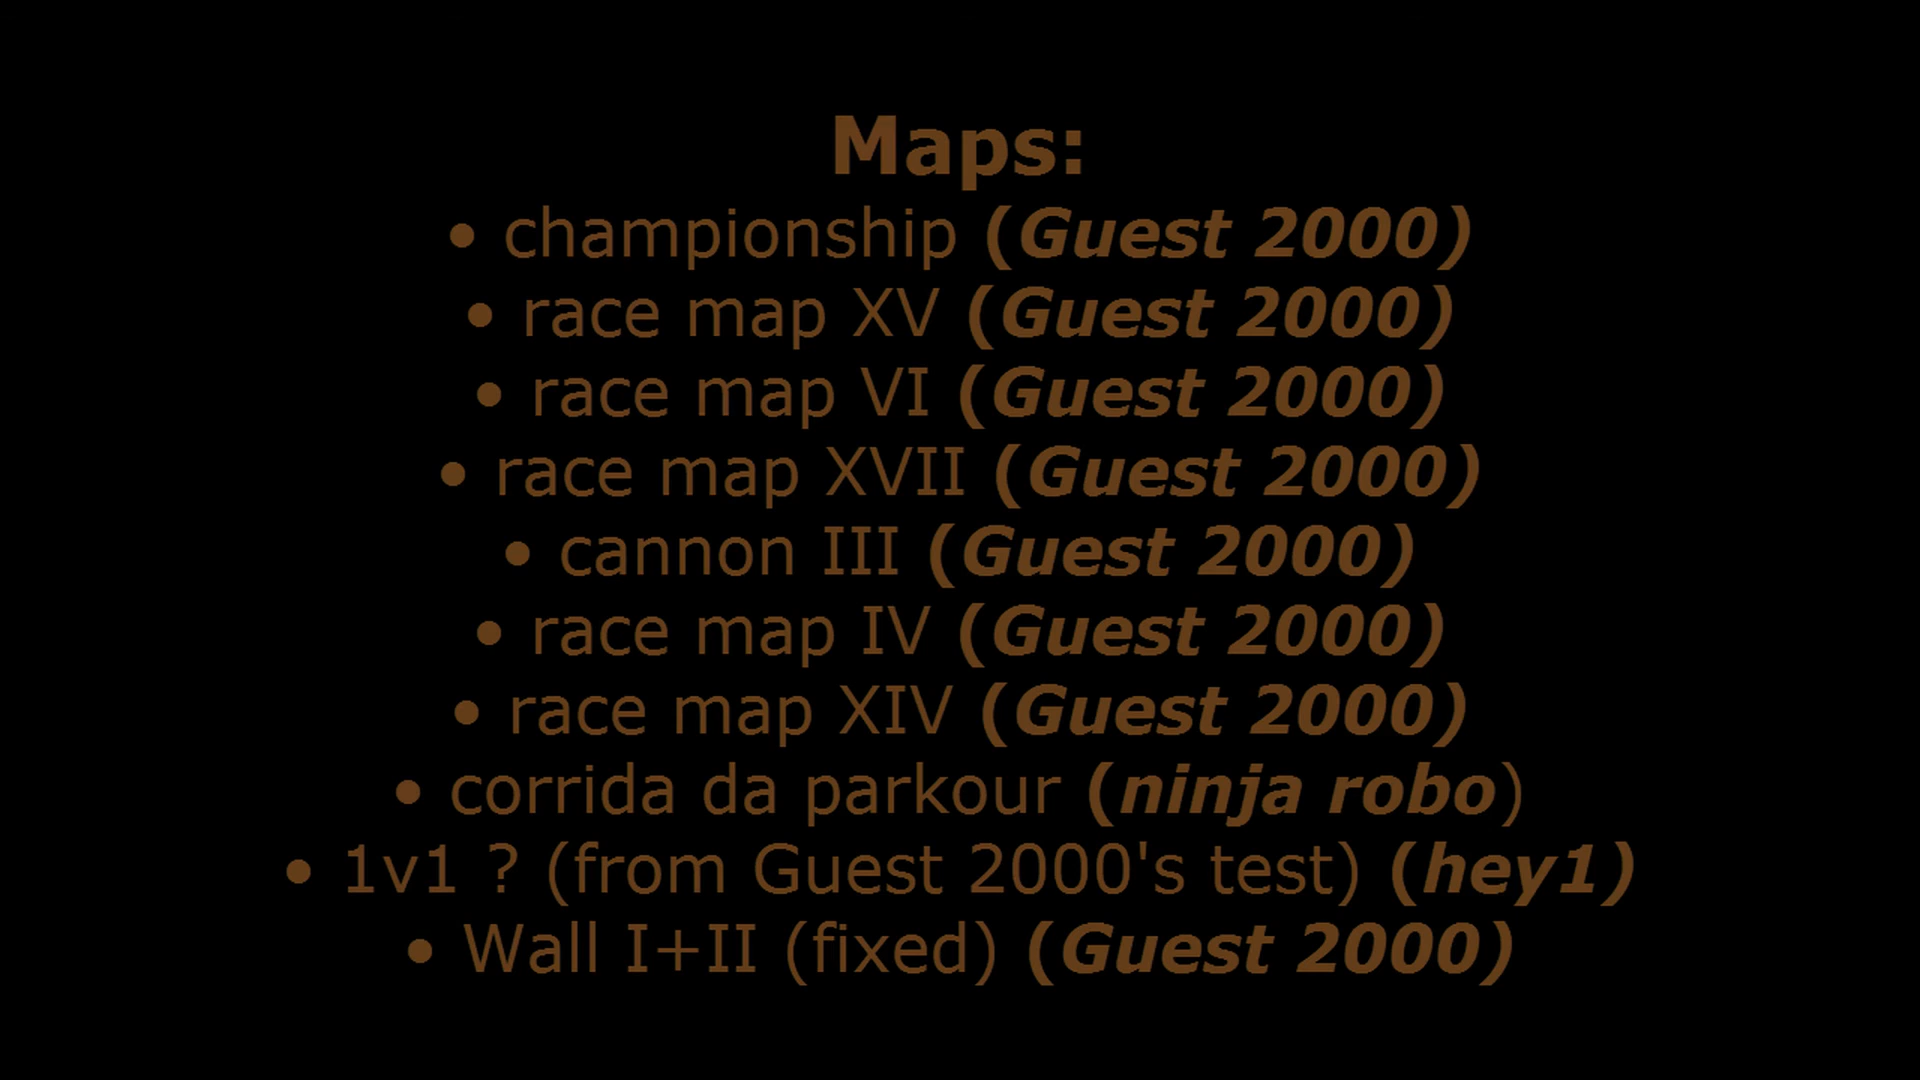 Maps:
• championship (Guest 2000)
• race map XV (Guest 2000)
• race map VI (Guest 2000)
• race map XVII (Guest 2000)
• cannon III (Guest 2000)
• race map IV (Guest 2000)
• race map XIV (Guest 2000)
• corrida da parkour (ninja robo)
• 1v1 ? (from Guest 2000's test) (hey1)
• Wall I+II (fixed) (Guest 2000)